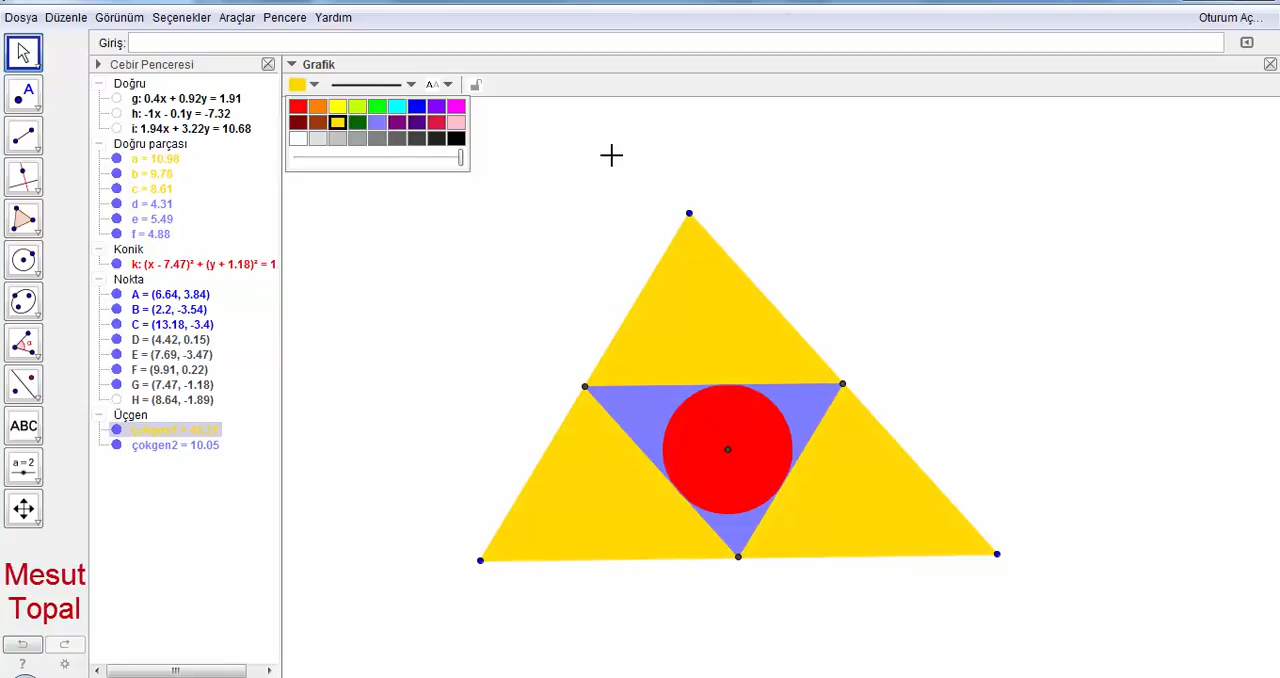 Dosya Düzenle Görünüm Seçenekler Araçlar Pencere Yardım
Oturum Aç...
Giriş:
Cebir Penceresi
Grafik
Doğru
g: 0.4x + 0.92y = 1.91
h: -1x - 0.1y = -7.32
i: 1.94x + 3.22y = 10.68
Doğru parçası
a = 10.98
b = 9.76
c = 8.61
d = 4.31
e = 5.49
f = 4.88
Konik
k: (x - 7.47)² + (y + 1.18)² = 1
Nokta
A = (6.64, 3.84)
B = (2.2, -3.54)
C = (13.18, -3.4)
D = (4.42, 0.15)
E = (7.69, -3.47)
F = (9.91, 0.22)
G = (7.47, -1.18)
H = (8.64, -1.89)
Üçgen
çokgen2 = 10.05
A
α
ABC
a = 2
AA
Mesut
Topal
?